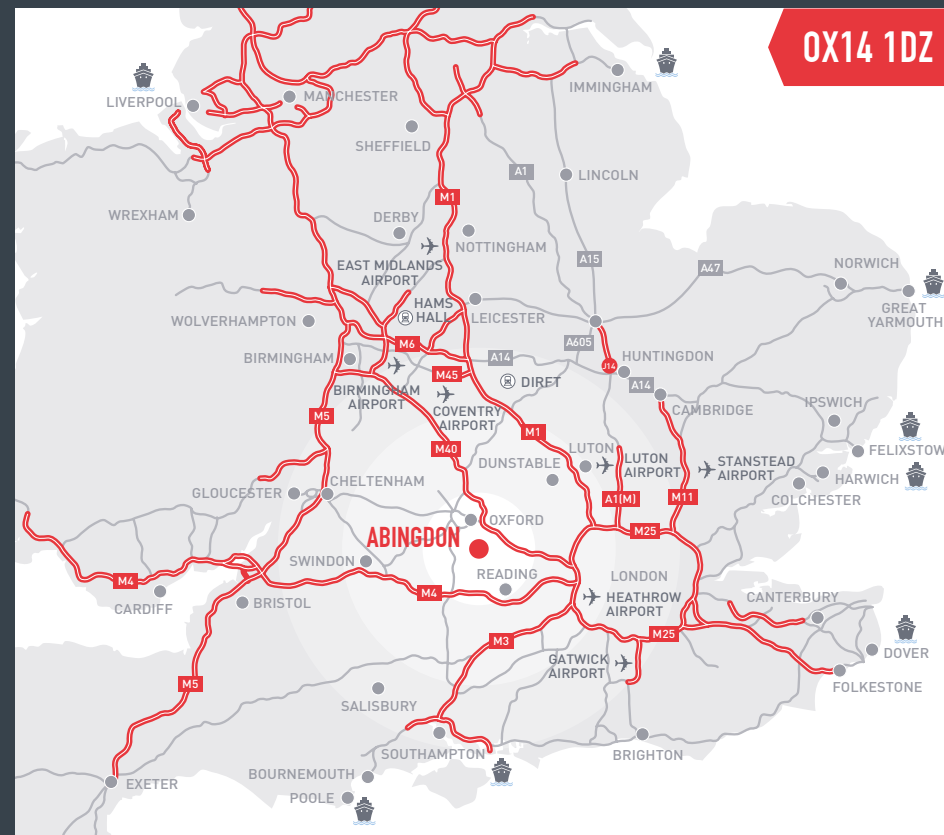 OX14 1DZ
IMMINGHAM
LIVERPOOL
MANCHESTER
SHEFFIELD
A1
LINCOLN
M1
WREXHAM
DERBY
NOTTINGHAM
A15
EAST MIDLANDS
AIRPORT
A47
NORWICH
HAMS
HALL
LEICESTER
GREAT
YARMOUTH
WOLVERHAMPTON
A605
M6
A14
HUNTINGDON
BIRMINGHAM
J14
M45
DIRFT
A14
BIRMINGHAM
AIRPORT
COVENTRY
AIRPORT
CAMBRIDGE
IPSWICH
M5
M1
M40
LUTON
FELIXSTOW
DUNSTABLE
LUTON
AIRPORT
STANSTEAD
AIRPORT
HARWICH
CHELTENHAM
GLOUCESTER
A1(M)
M11
COLCHESTER
OXFORD
M25
ABINGDON
SWINDON
READING
LONDON
M4
M4
HEATHROW
AIRPORT
CANTERBURY
CARDIFF
BRISTOL
M3
M25
DOVER
GATWICK
AIRPORT
M5
FOLKESTONE
SALISBURY
SOUTHAMPTON
BRIGHTON
BOURNEMOUTH
EXETER
POOLE